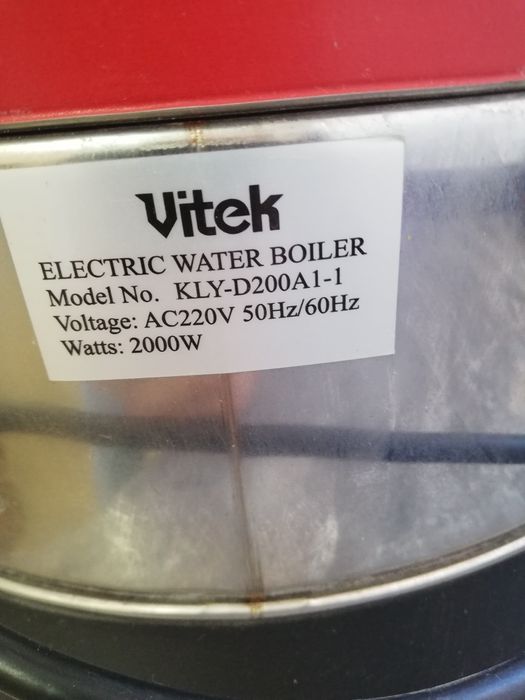 Vitek
ELECTRIC WATER BOILER
Model No. KLY-D200A1-1
Voltage: AC220V 50Hz/60Hz
Watts: 2000W